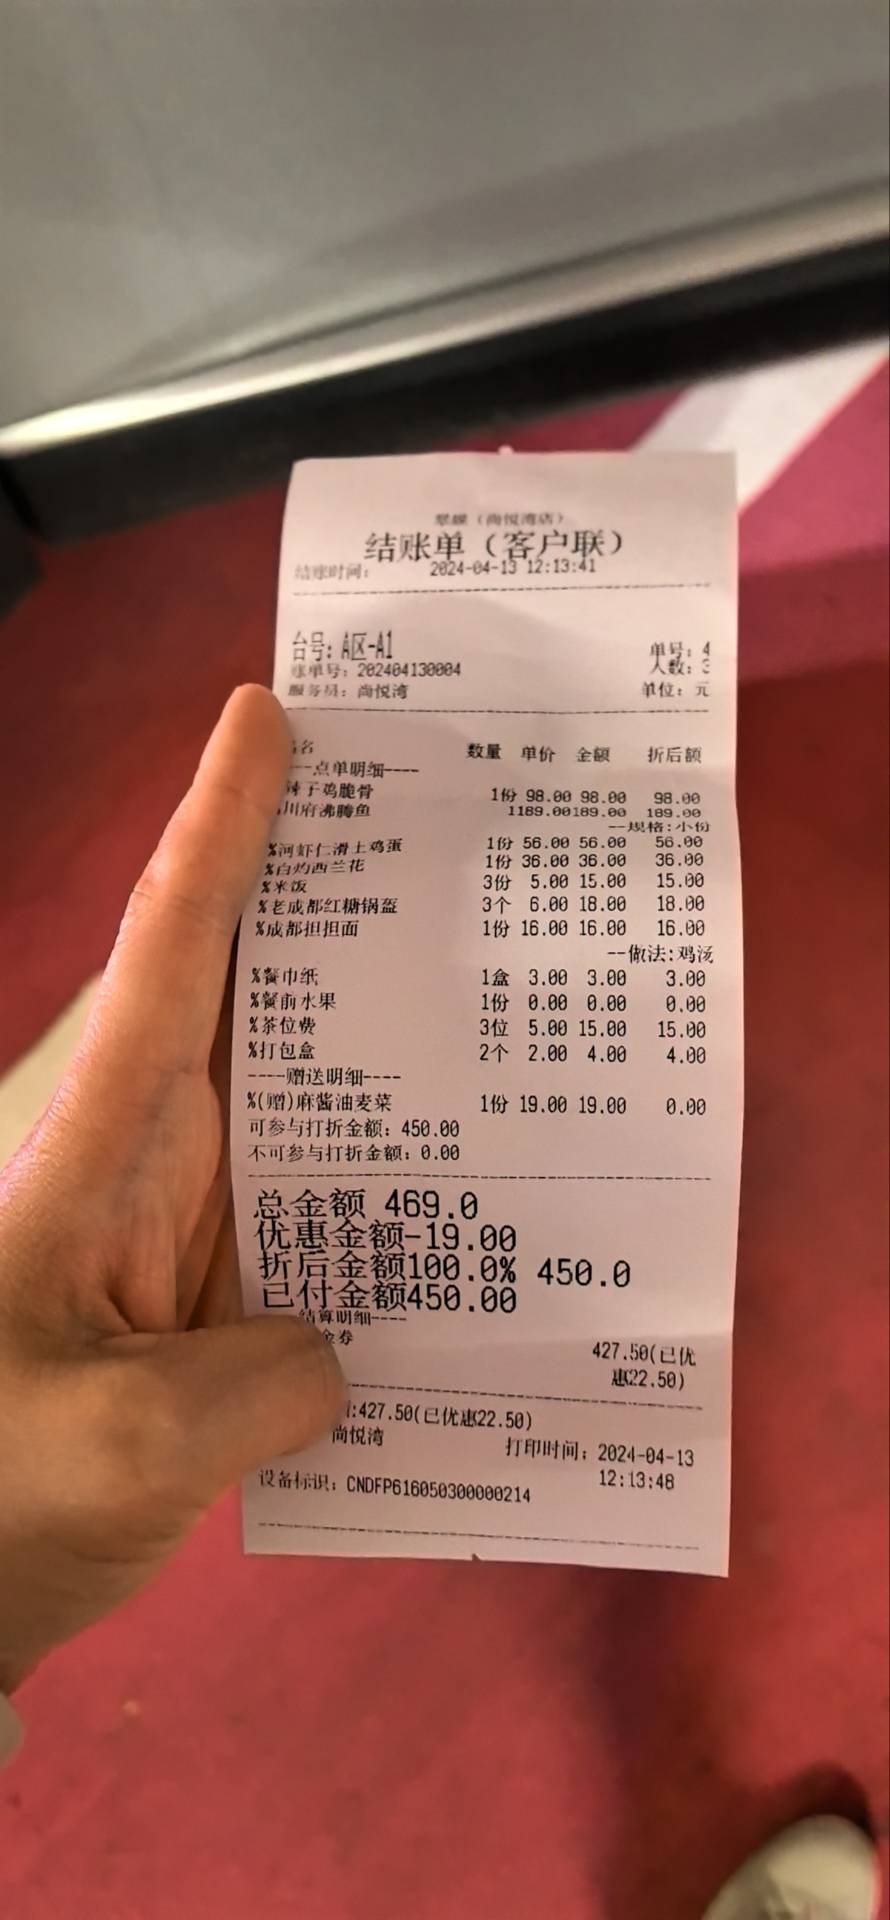 （尚悦湾店）
结账单（客户联）
结账时间： 2024-04-13 12:13:41
台号：A区-A1
单号：4
账单号：202404130004
人数：3
服务员：尚悦湾
单位：元
名 数量 单价 金额 折后额
--点单明细----
辣子鸡脆骨 1份 98.00 98.00 98.00
川府沸腾鱼 1189.00189.00 189.00
--规格:小份
%河虾仁滑土鸡蛋 1份 56.00 56.00 56.00
%白灼西兰花 1份 36.00 36.00 36.00
%米饭 3份 5.00 15.00 15.00
%老成都红糖锅盔 3个 6.00 18.00 18.00
%成都担担面 1份 16.00 16.00 16.00
--做法:鸡汤
%餐巾纸 1盒 3.00 3.00 3.00
%餐前水果 1份 0.00 0.00 0.00
%茶位费 3位 5.00 15.00 15.00
%打包盒 2个 2.00 4.00 4.00
----赠送明细----
%(赠)麻酱油麦菜 1份 19.00 19.00 0.00
可参与打折金额：450.00
不可参与打折金额：0.00
总金额 469.0
优惠金额-19.00
折后金额100.0% 450.0
已付金额450.00
结算明细----
金券 427.50(已优
惠22.50)
:427.50(已优惠22.50)
尚悦湾 打印时间：2024-04-13
12:13:48
设备标识：CNDFP616050300000214